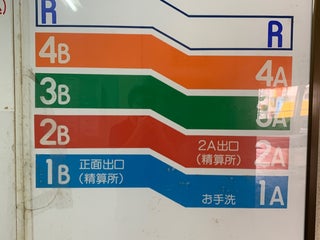 R R
4B 4A
3B 3A
2B 2A出口
(精算所) 2A
1B 正面出口
(精算所) お手洗 1A